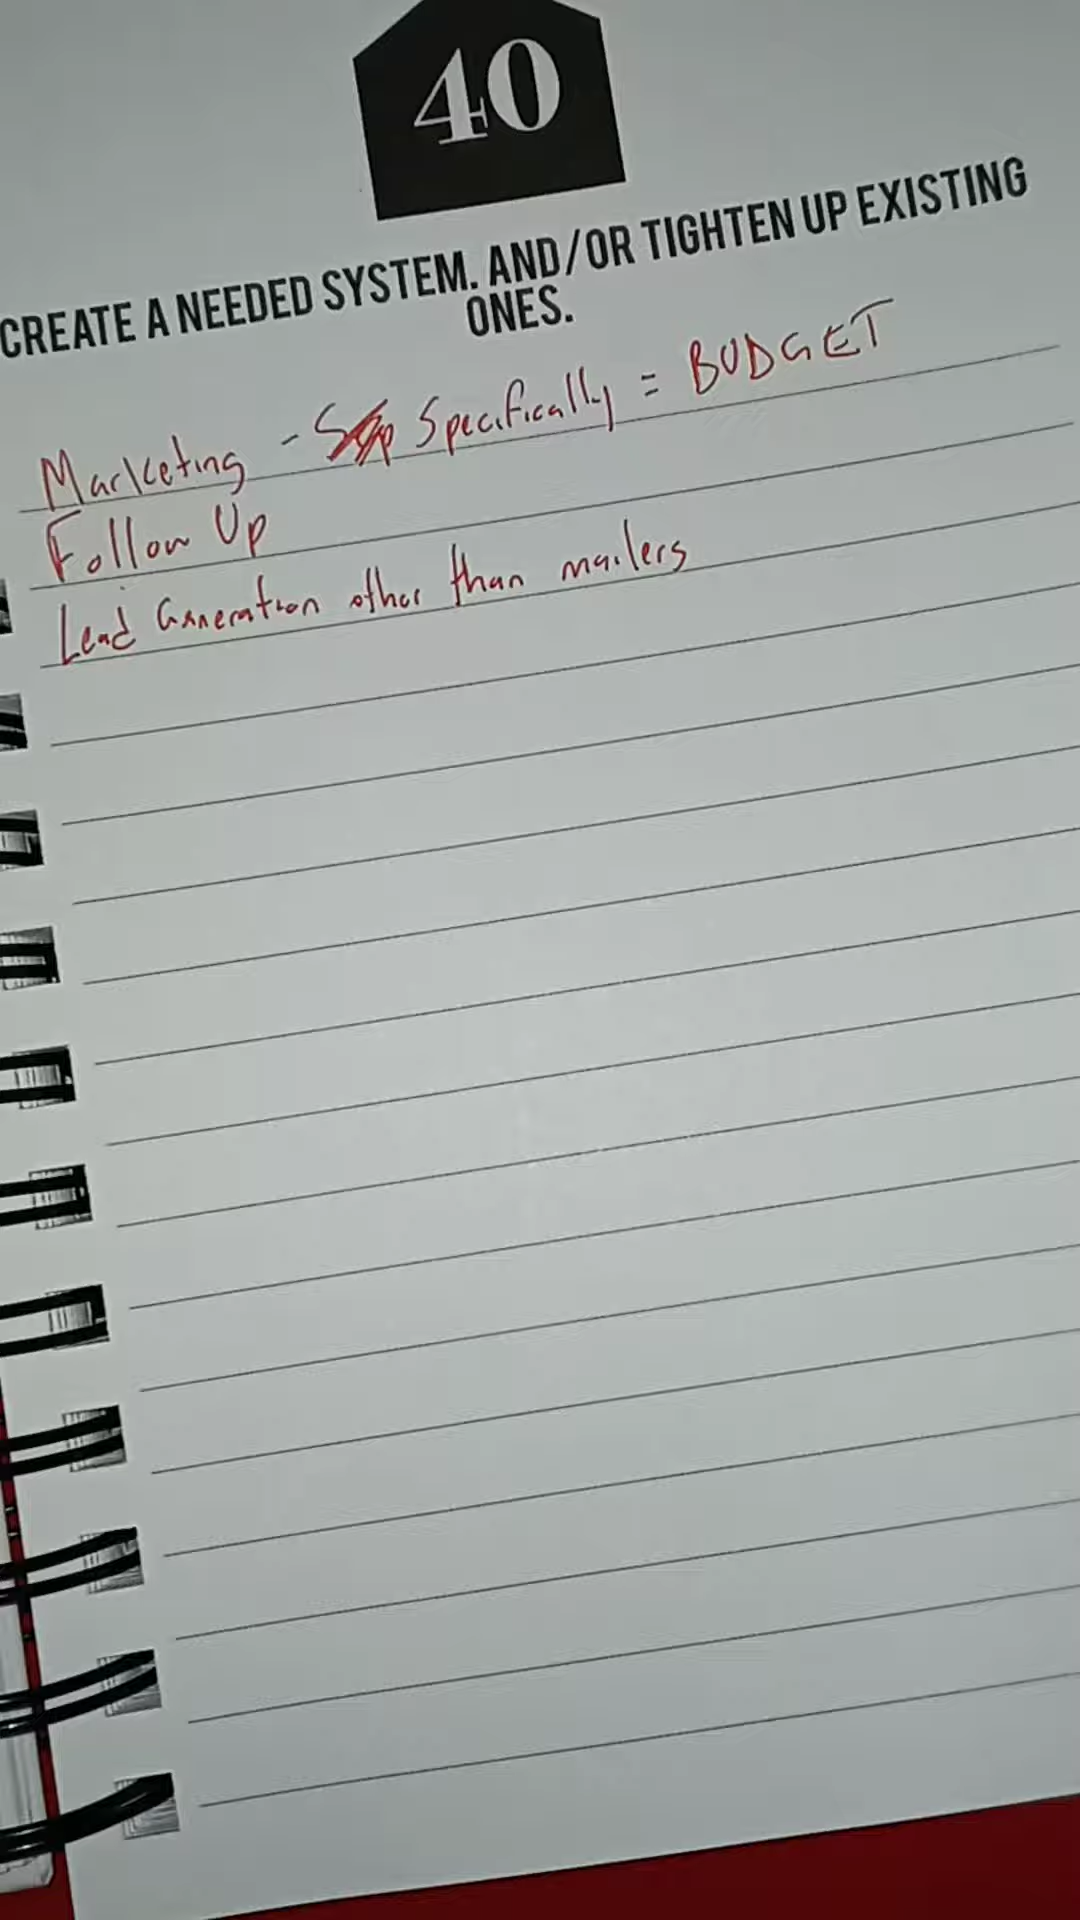 40
CREATE A NEEDED SYSTEM. AND/OR TIGHTEN UP EXISTING
ONES.
Marketing - Specifically = BUDGET
Follow Up
Lead Generation other than mailers